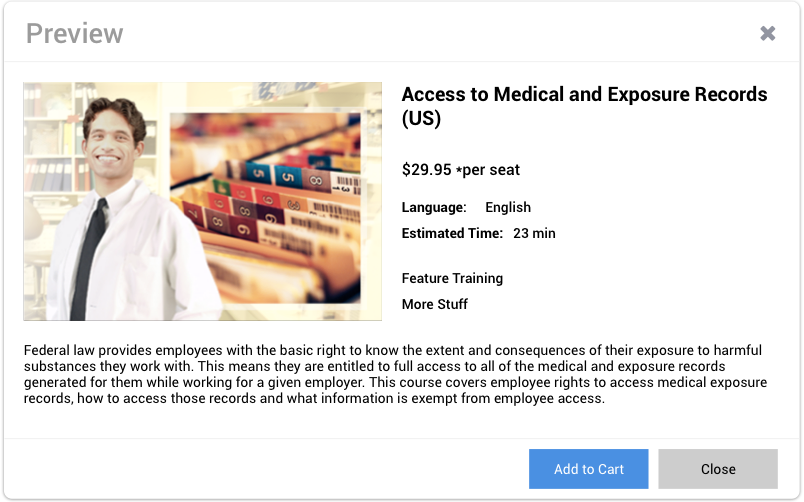 Preview
Access to Medical and Exposure Records
(US)
$29.95 *per seat
Language: English
Estimated Time: 23 min
Feature Training
More Stuff
Federal law provides employees with the basic right to know the extent and consequences of their exposure to harmful
substances they work with. This means they are entitled to full access to all of the medical and exposure records
generated for them while working for a given employer. This course covers employee rights to access medical exposure
records, how to access those records and what information is exempt from employee access.
Add to Cart
Close